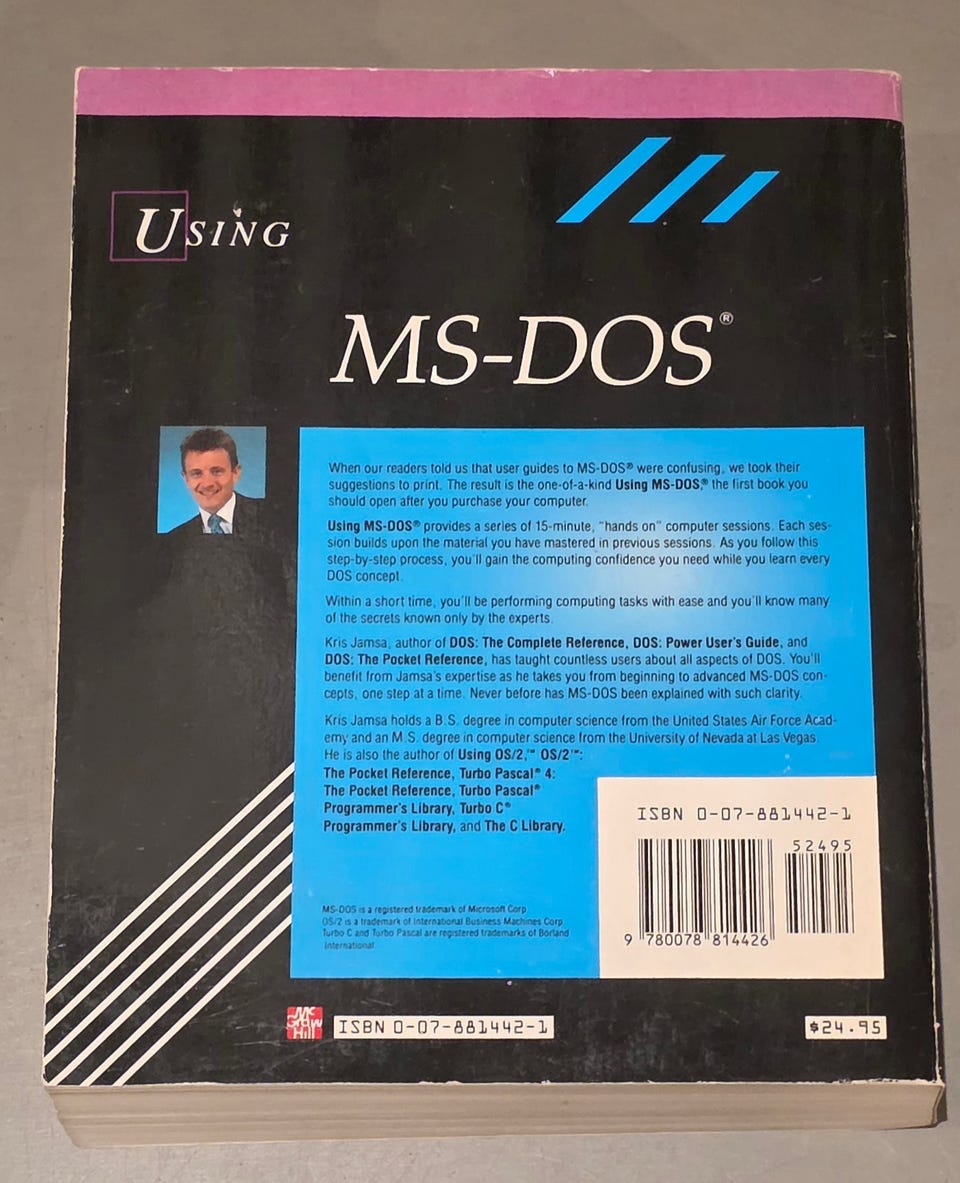 USING
MS-DOS®
When our readers told us that user guides to MS-DOS® were confusing, we took their
suggestions to print. The result is the one-of-a-kind Using MS-DOS,® the first book you
should open after you purchase your computer.
Using MS-DOS® provides a series of 15-minute, "hands on" computer sessions. Each ses-
sion builds upon the material you have mastered in previous sessions. As you follow this
step-by-step process, you'll gain the computing confidence you need while you learn every
DOS concept.
Within a short time, you'll be performing computing tasks with ease and you'll know many
of the secrets known only by the experts.
Kris Jamsa, author of DOS: The Complete Reference, DOS: Power User's Guide, and
DOS: The Pocket Reference, has taught countless users about all aspects of DOS. You'll
benefit from Jamsa's expertise as he takes you from beginning to advanced MS-DOS con-
cepts, one step at a time. Never before has MS-DOS been explained with such clarity.
Kris Jamsa holds a B.S. degree in computer science from the United States Air Force Acad-
emy and an M.S. degree in computer science from the University of Nevada at Las Vegas.
He is also the author of Using OS/2,™ OS/2™:
The Pocket Reference, Turbo Pascal® 4:
The Pocket Reference, Turbo Pascal®
Programmer's Library, Turbo C®
Programmer's Library, and The C Library.
MS-DOS is a registered trademark of Microsoft Corp.
OS/2 is a trademark of International Business Machines Corp.
Turbo C and Turbo Pascal are registered trademarks of Borland
International.
ISBN 0-07-881442-1
52495
9 780078 814426
Mc
Graw
Hill
ISBN 0-07-881442-1
$24.95